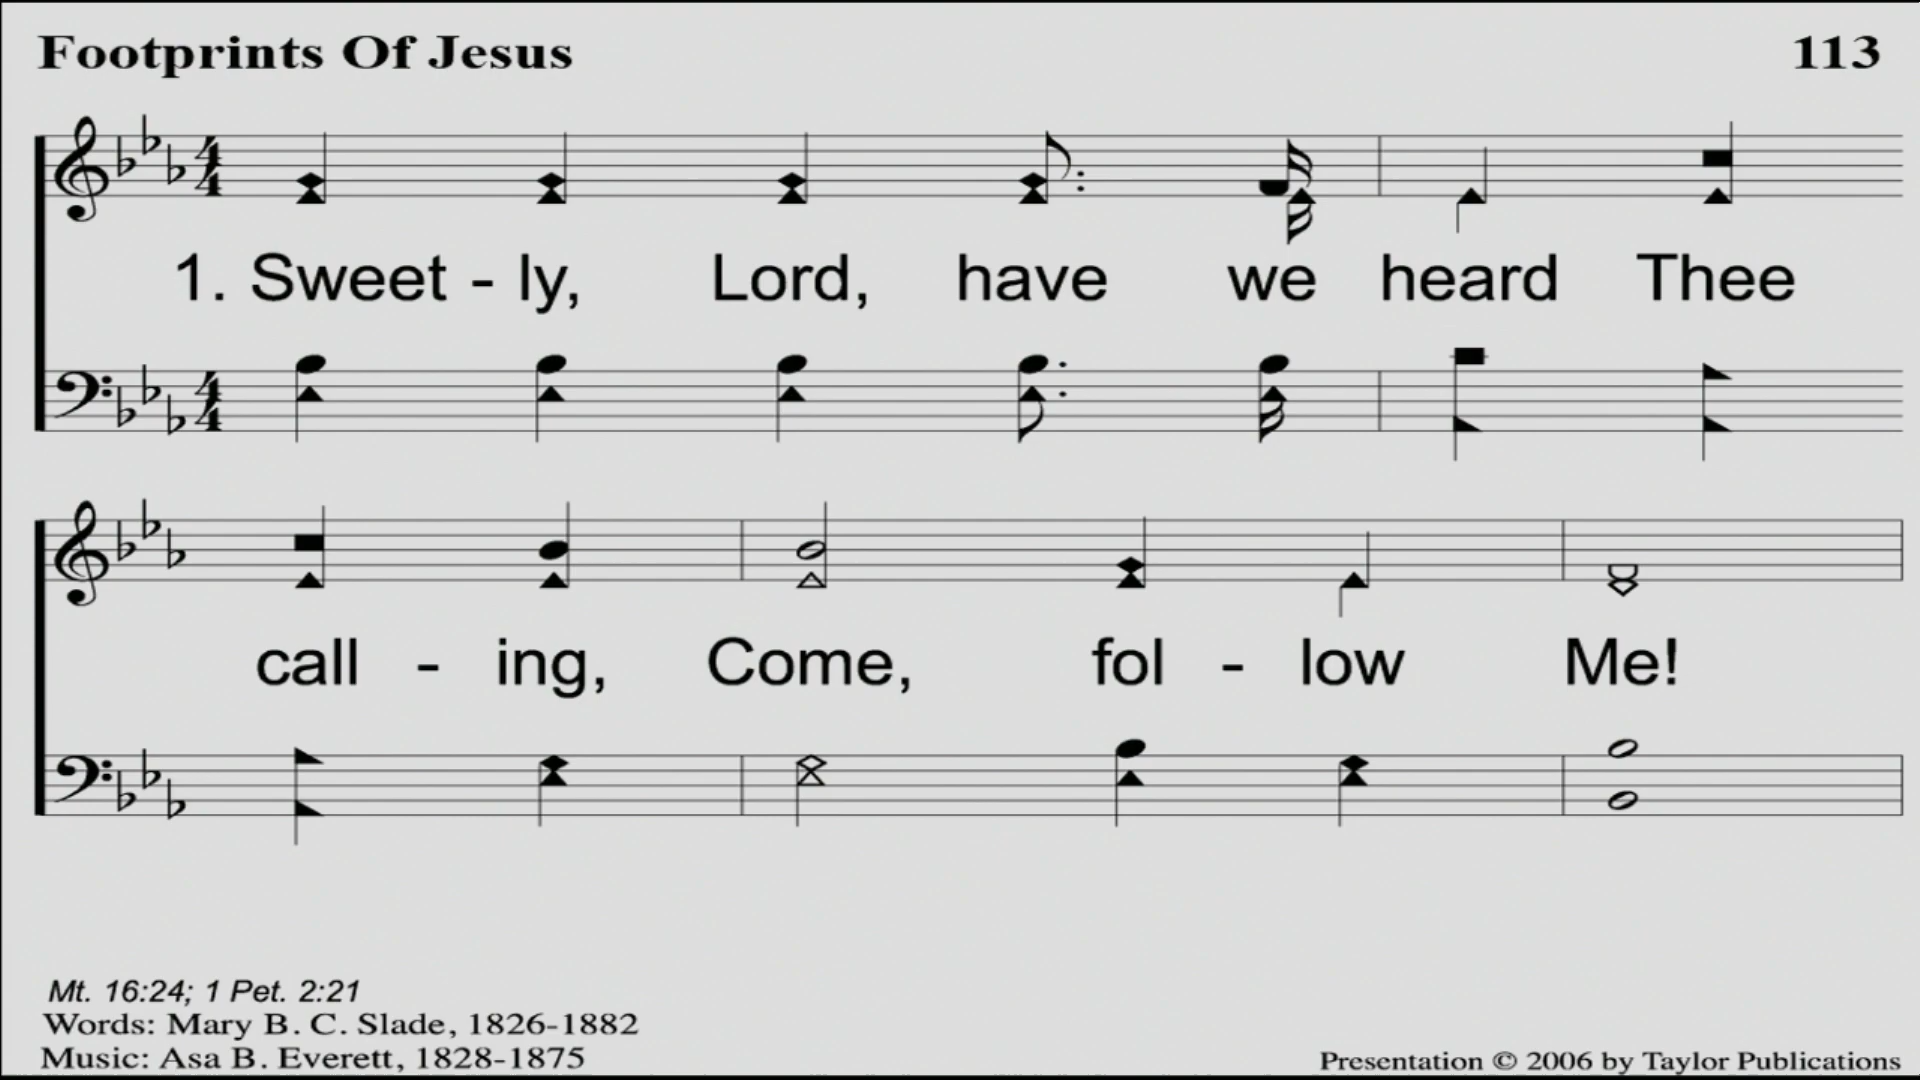 Footprints Of Jesus 113
1. Sweet - ly, Lord, have we heard Thee
call - ing, Come, fol - low Me!
Mt. 16:24; 1 Pet. 2:21
Words: Mary B. C. Slade, 1826-1882
Music: Asa B. Everett, 1828-1875
Presentation © 2006 by Taylor Publications